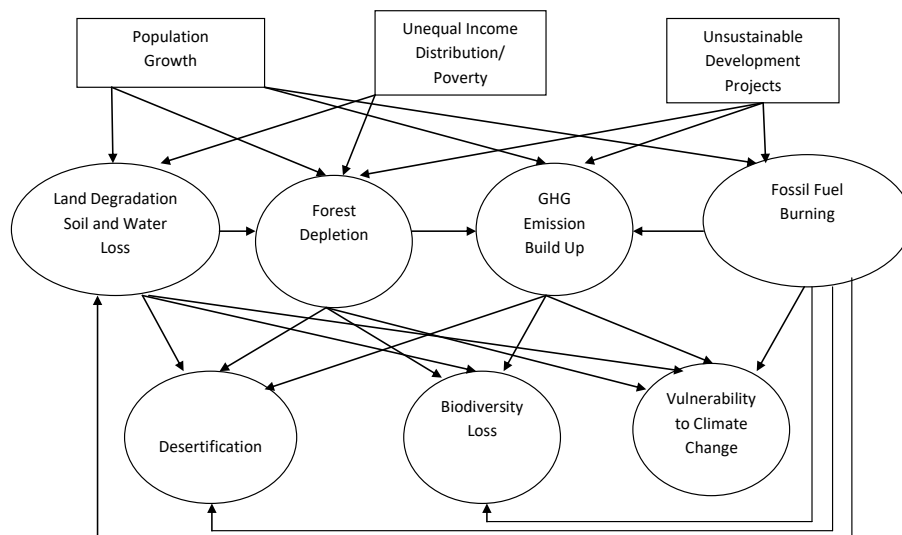 Population
Growth
Unequal Income
Distribution/
Poverty
Unsustainable
Development
Projects
Land Degradation
Soil and Water
Loss
Forest
Depletion
GHG
Emission
Build Up
Fossil Fuel
Burning
Desertification
Biodiversity
Loss
Vulnerability
to Climate
Change